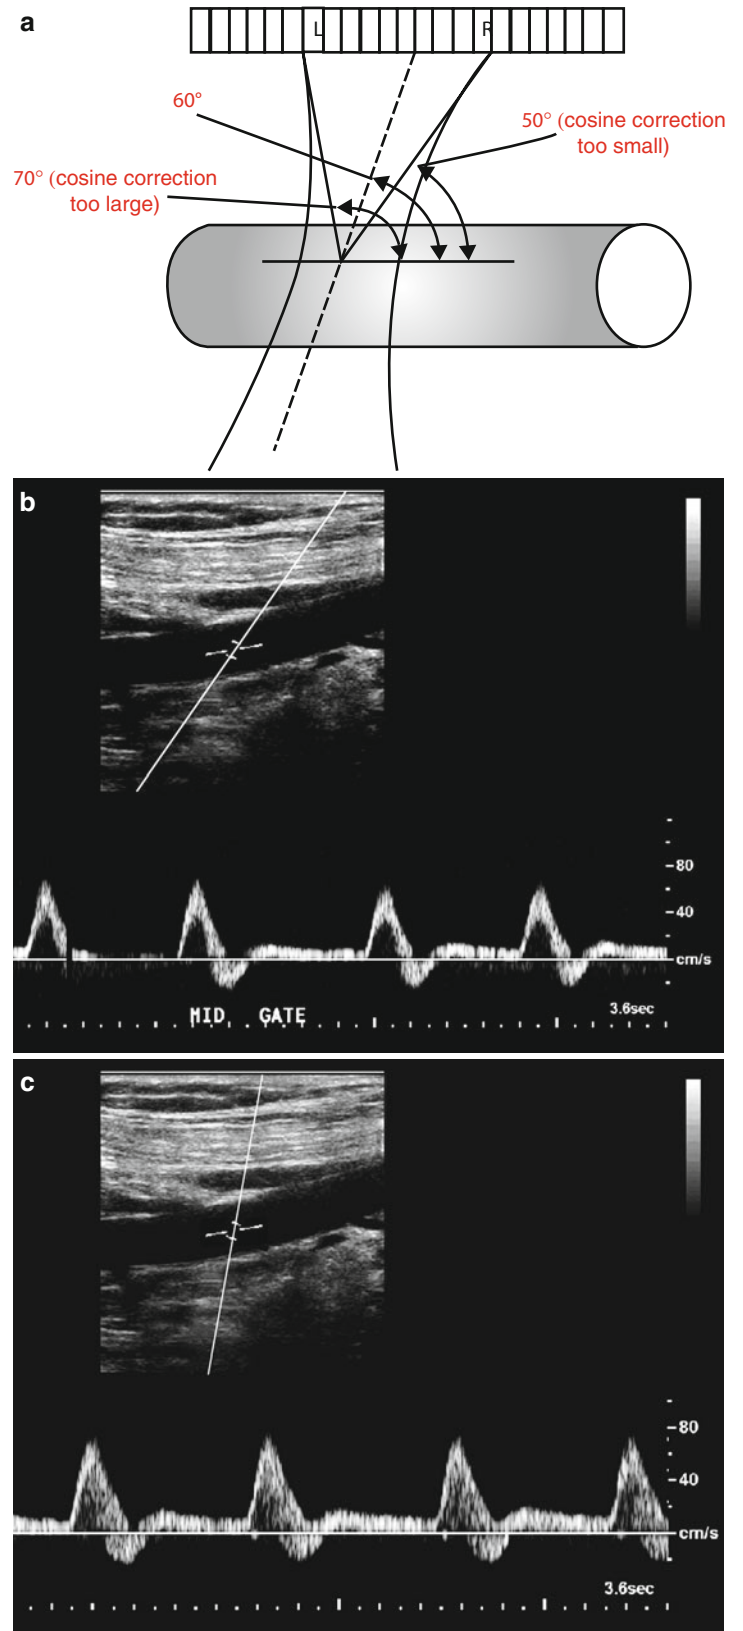 a
L
R
60°
50° (cosine correction
too small)
70° (cosine correction
too large)
b
-80
-40
cm/s
3.6sec
MID GATE
c
-80
-40
cm/s
3.6sec